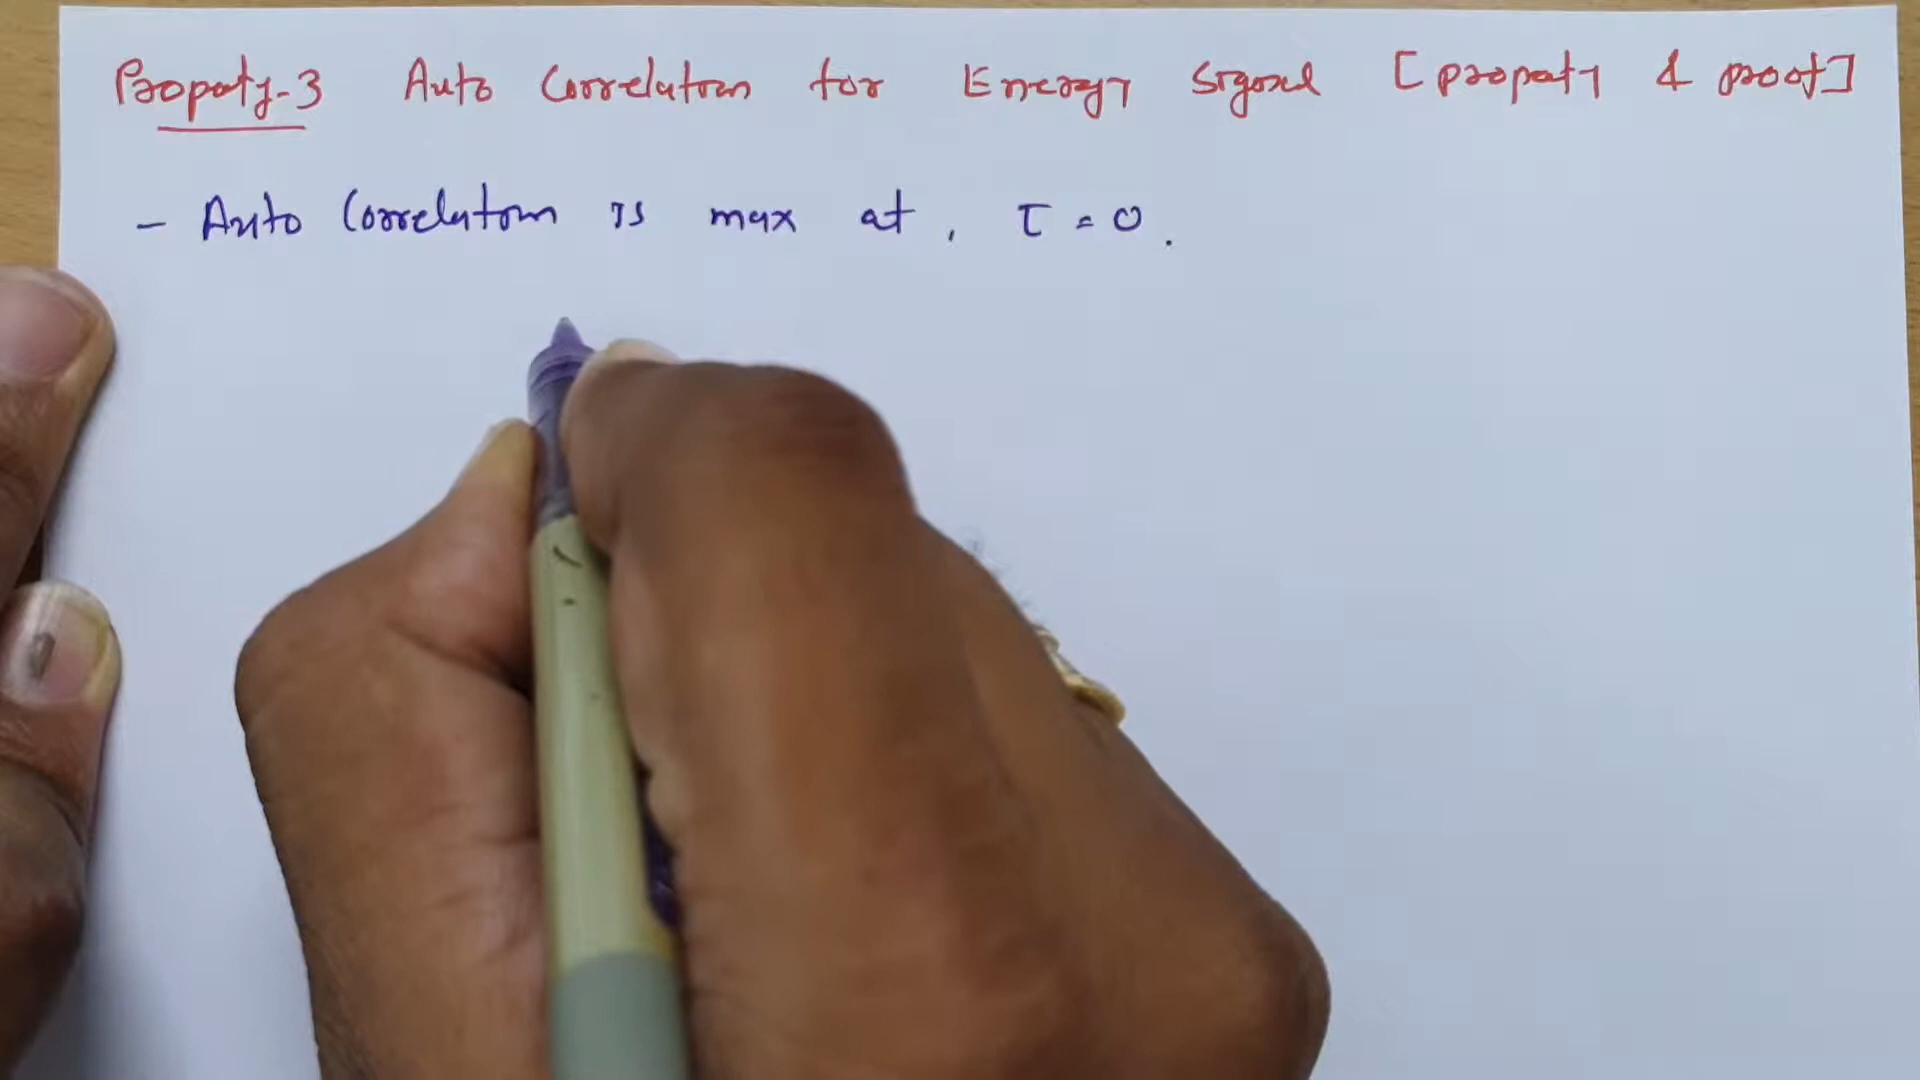 Property-3 Auto Correlation for Energy Signal [property & proof]
- Auto Correlation is max at, τ = 0.